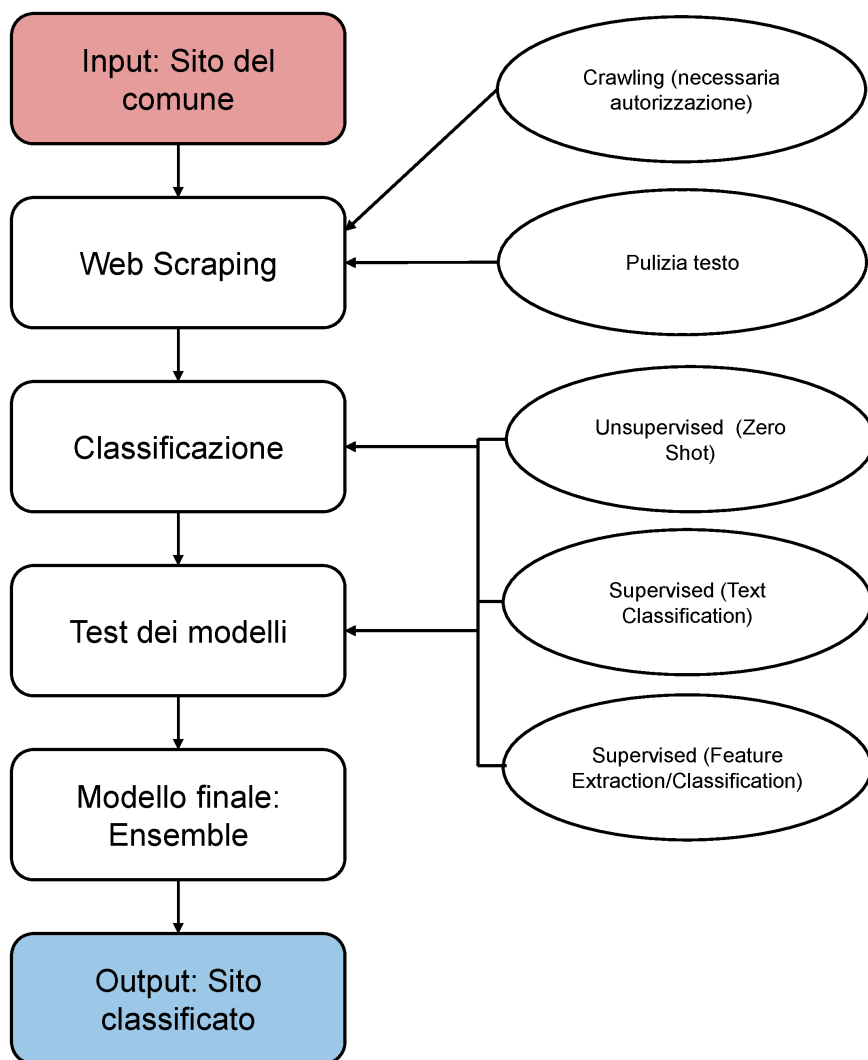 Input: Sito del
comune
Crawling (necessaria
autorizzazione)
Web Scraping
Pulizia testo
Classificazione
Unsupervised (Zero
Shot)
Test dei modelli
Supervised (Text
Classification)
Modello finale:
Ensemble
Supervised (Feature
Extraction/Classification)
Output: Sito
classificato